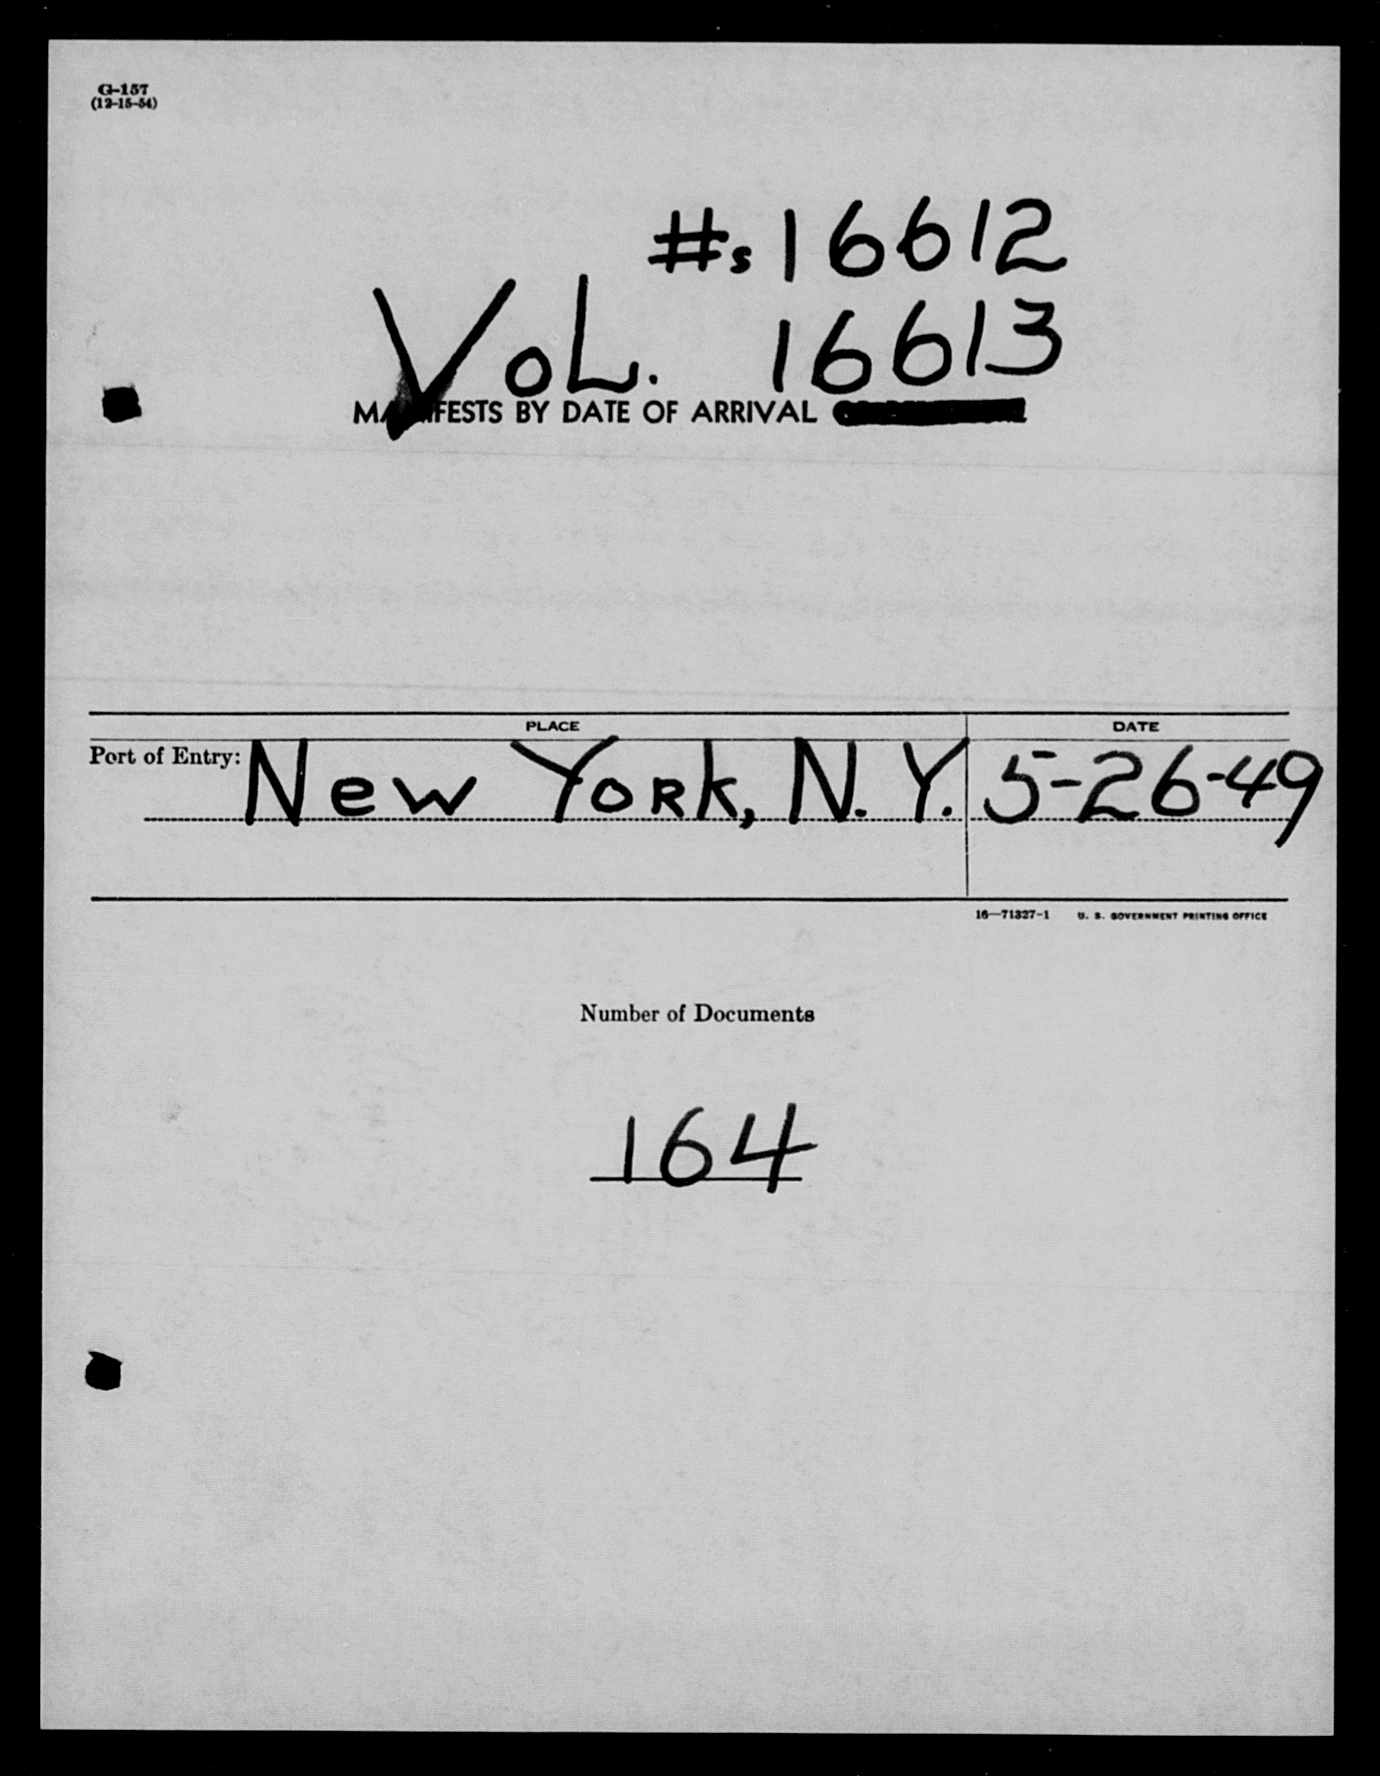 G-157
(12-15-54)
#s 16612
VoL. 16613
MANIFESTS BY DATE OF ARRIVAL
PLACE DATE
Port of Entry: New York, N. Y. 5-26-49
16—71327-1 U. S. GOVERNMENT PRINTING OFFICE
Number of Documents
164